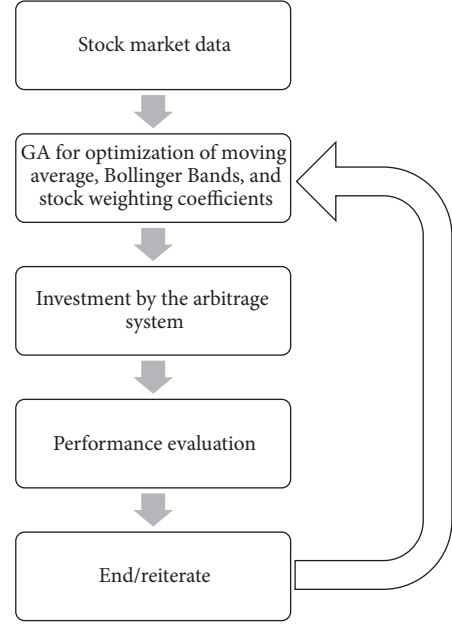 Stock market data
GA for optimization of moving
average, Bollinger Bands, and
stock weighting coefficients
Investment by the arbitrage
system
Performance evaluation
End/reiterate